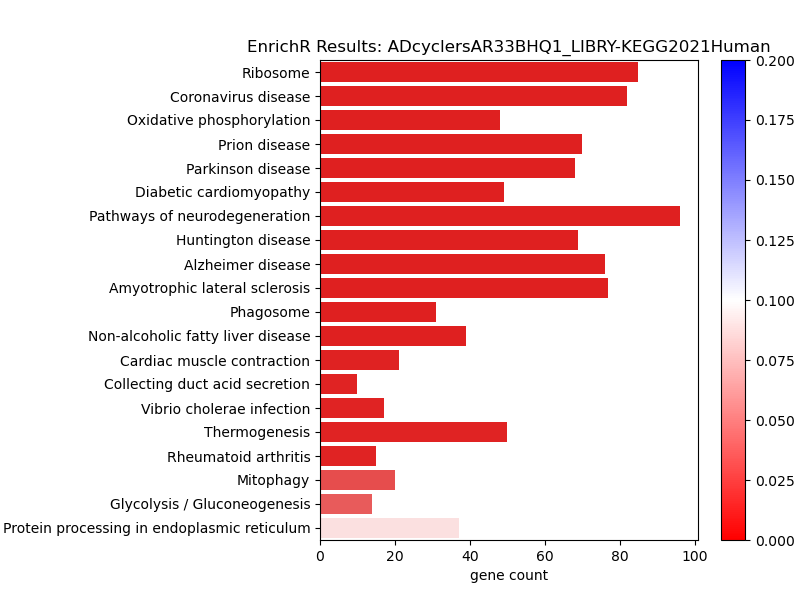 EnrichR Results: ADcyclersAR33BHQ1_LIBRY-KEGG2021Human
Ribosome
Coronavirus disease
Oxidative phosphorylation
Prion disease
Parkinson disease
Diabetic cardiomyopathy
Pathways of neurodegeneration
Huntington disease
Alzheimer disease
Amyotrophic lateral sclerosis
Phagosome
Non-alcoholic fatty liver disease
Cardiac muscle contraction
Collecting duct acid secretion
Vibrio cholerae infection
Thermogenesis
Rheumatoid arthritis
Mitophagy
Glycolysis / Gluconeogenesis
Protein processing in endoplasmic reticulum
0 20 40 60 80 100
gene count
0.200
0.175
0.150
0.125
0.100
0.075
0.050
0.025
0.000